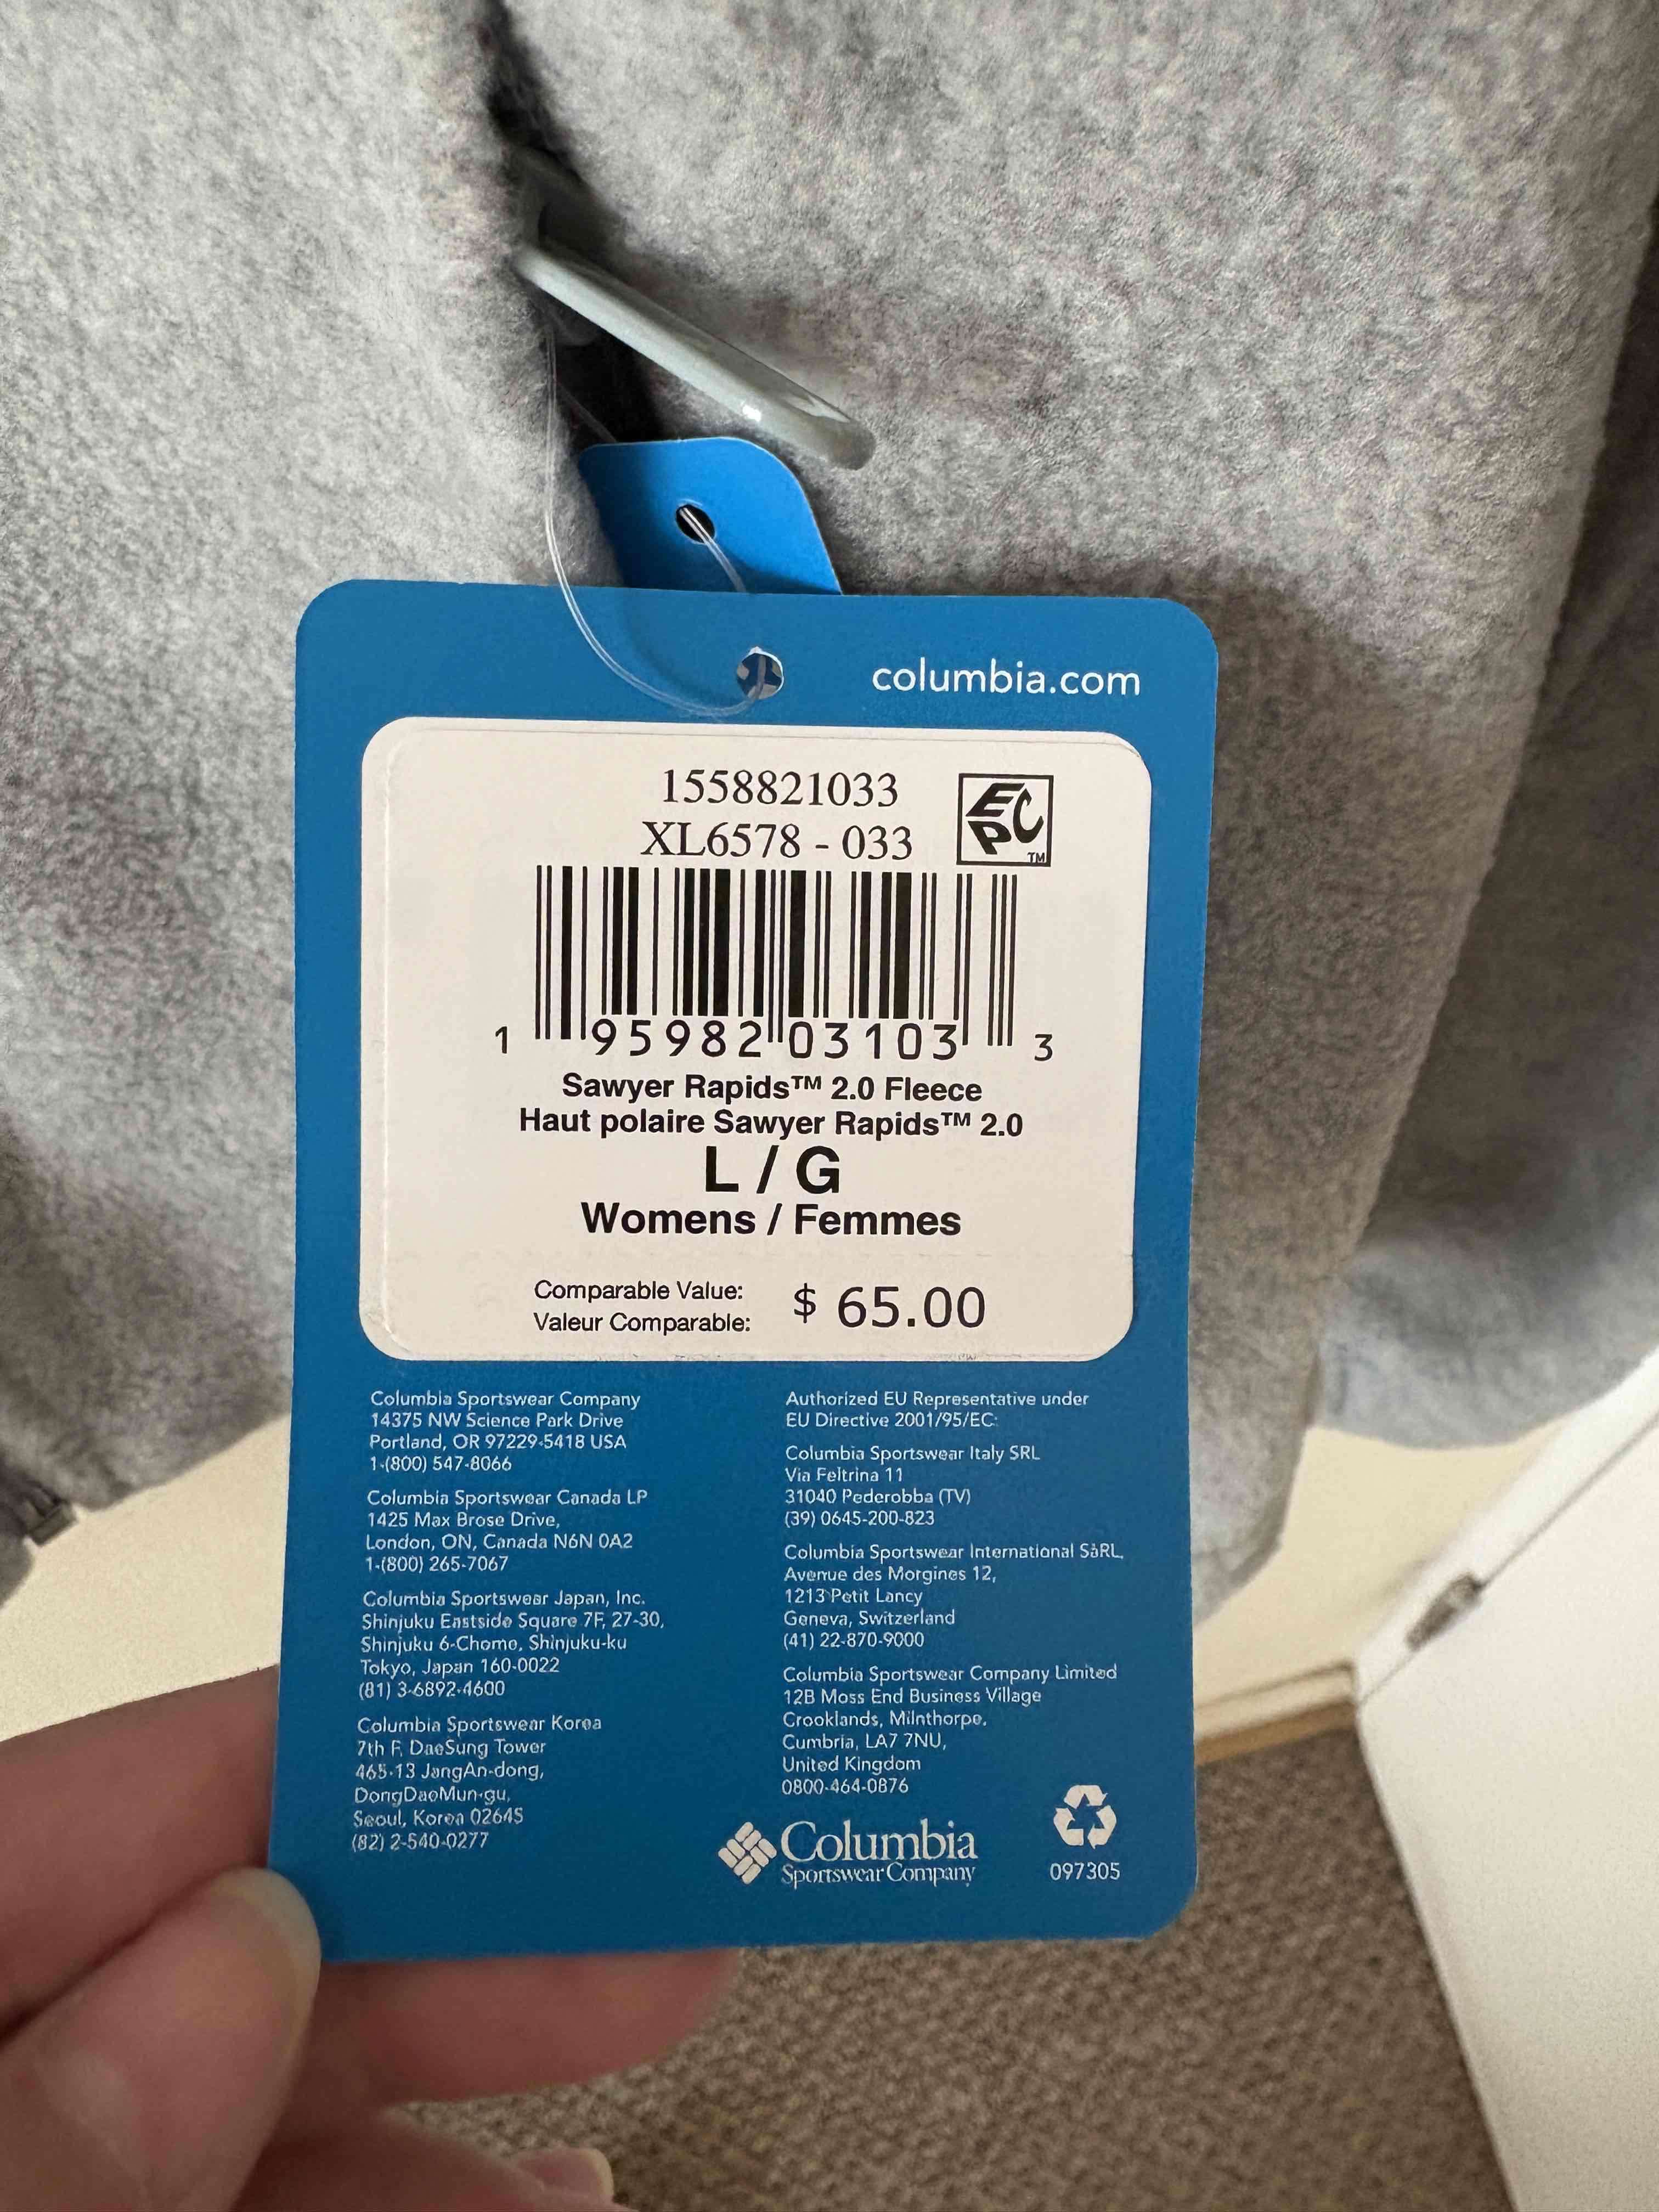 columbia.com
1558821033
XL6578 - 033
EPC
TM
1 95982 03103 3
Sawyer Rapids™ 2.0 Fleece
Haut polaire Sawyer Rapids™ 2.0
L / G
Womens / Femmes
Comparable Value:
Valeur Comparable:
$ 65.00
Columbia Sportswear Company
14375 NW Science Park Drive
Portland, OR 97229-5418 USA
1-(800) 547-8066
Columbia Sportswear Canada LP
1425 Max Brose Drive,
London, ON, Canada N6N 0A2
1-(800) 265-7067
Columbia Sportswear Japan, Inc.
Shinjuku Eastside Square 7F, 27-30,
Shinjuku 6-Chome, Shinjuku-ku
Tokyo, Japan 160-0022
(81) 3-6892-4600
Columbia Sportswear Korea
7th F, DaeSung Tower
465-13 JangAn-dong,
DongDaeMun-gu,
Seoul, Korea 02645
(82) 2-540-0277
Authorized EU Representative under
EU Directive 2001/95/EC:
Columbia Sportswear Italy SRL
Via Feltrina 11
31040 Pederobba (TV)
(39) 0645-200-823
Columbia Sportswear International SàRL,
Avenue des Morgines 12,
1213 Petit Lancy
Geneva, Switzerland
(41) 22-870-9000
Columbia Sportswear Company Limited
12B Moss End Business Village
Crooklands, Milnthorpe,
Cumbria, LA7 7NU,
United Kingdom
0800-464-0876
Columbia
Sportswear Company
097305